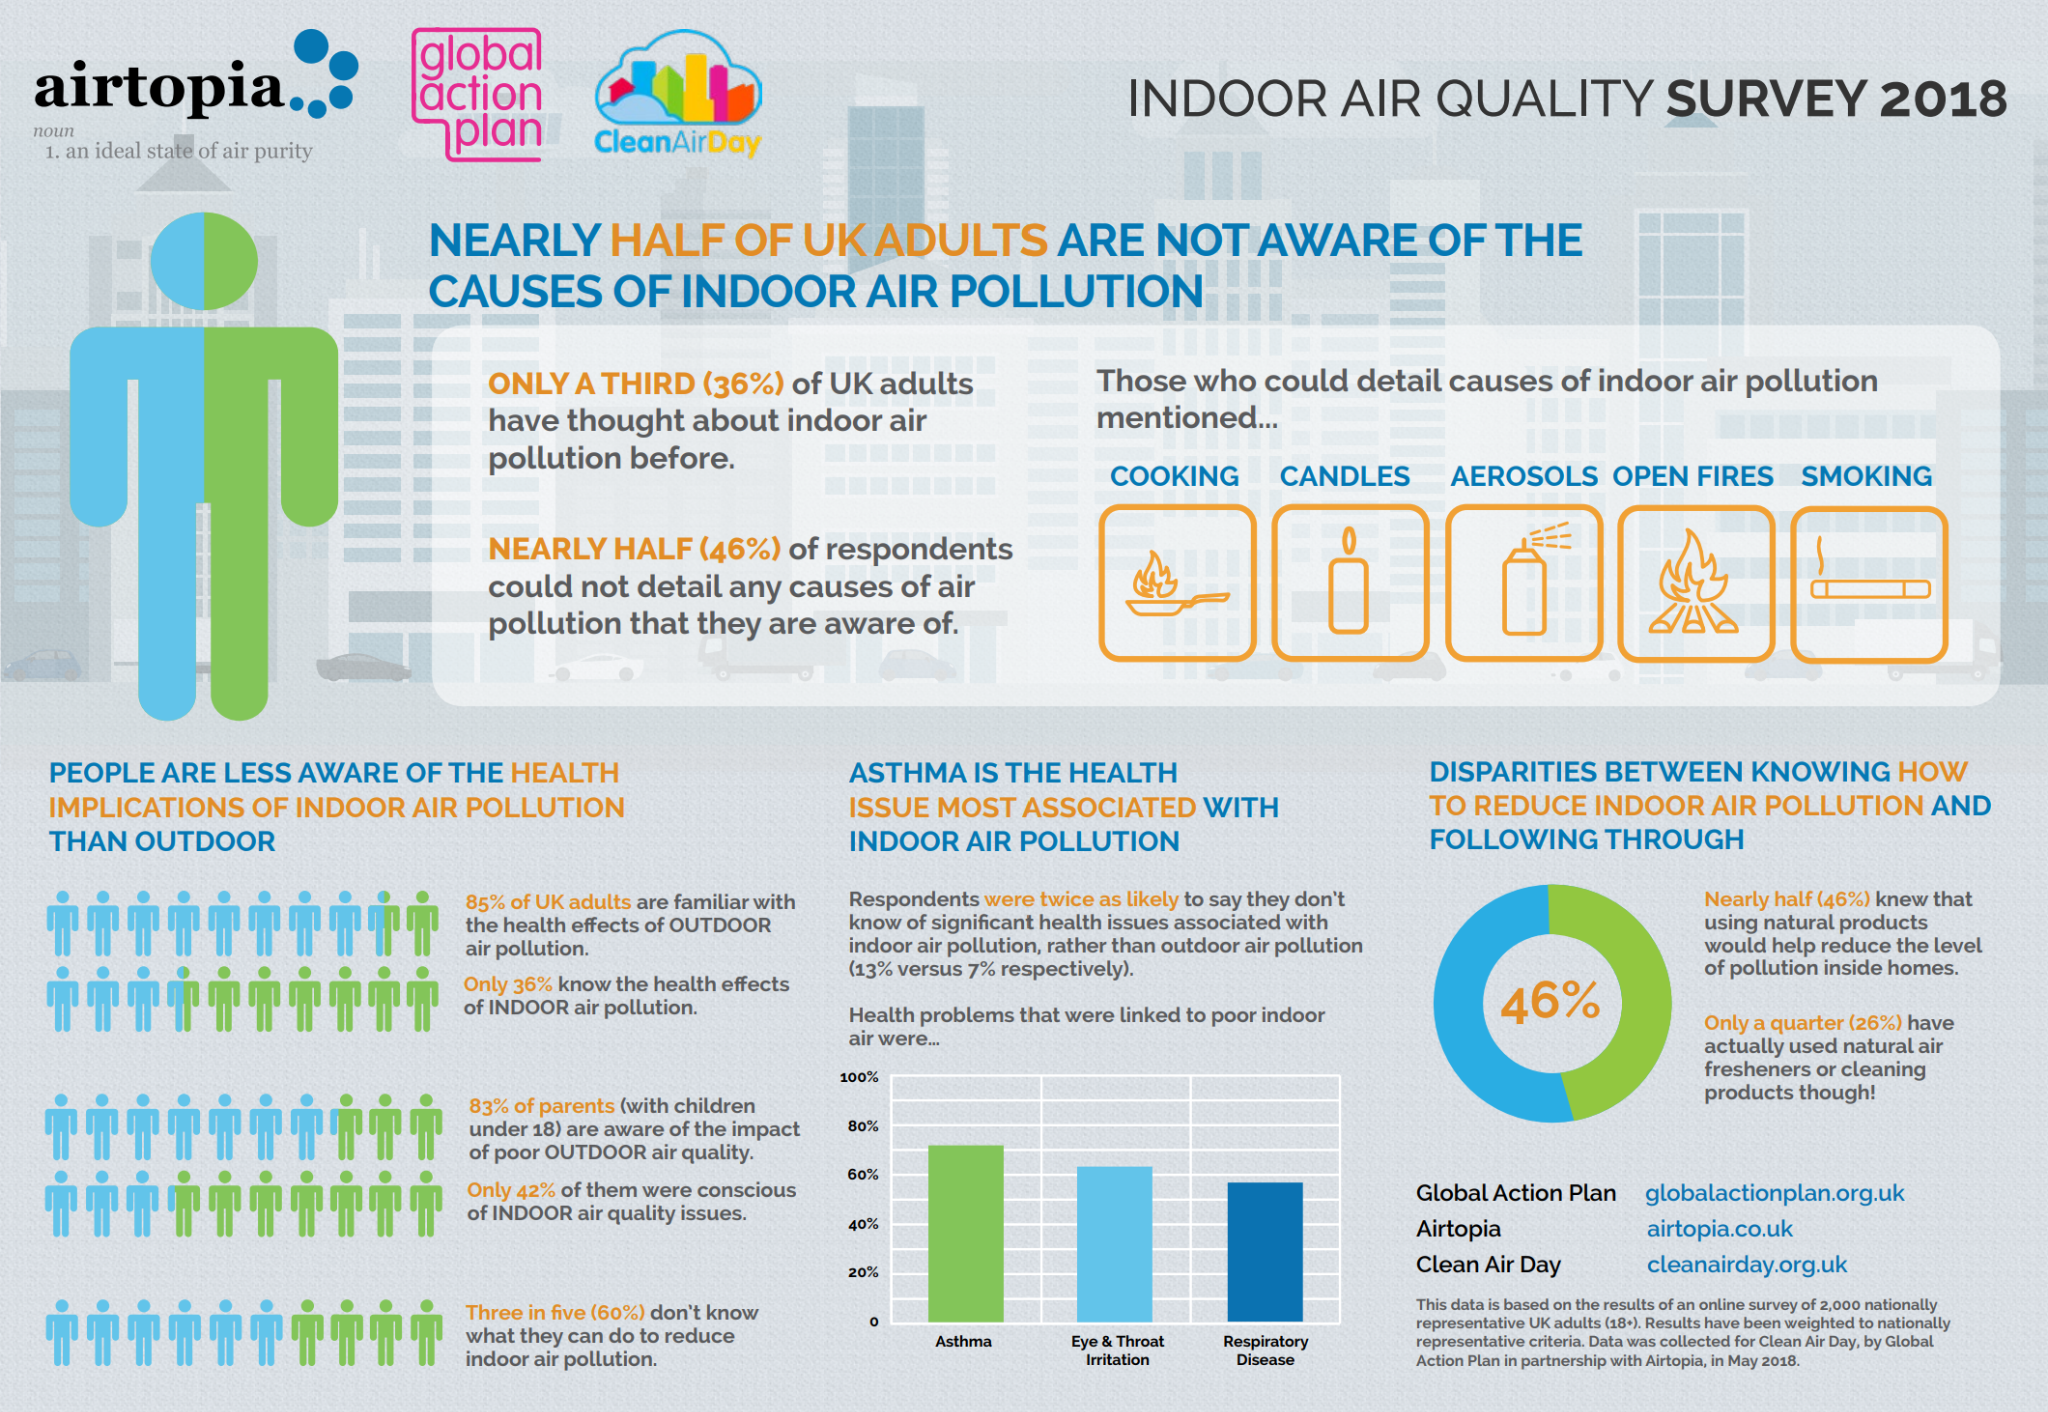 airtopia
noun
1. an ideal state of air purity
global
action
plan
CleanAirDay
INDOOR AIR QUALITY SURVEY 2018
NEARLY HALF OF UK ADULTS ARE NOT AWARE OF THE
CAUSES OF INDOOR AIR POLLUTION
ONLY A THIRD (36%) of UK adults
have thought about indoor air
pollution before.
NEARLY HALF (46%) of respondents
could not detail any causes of air
pollution that they are aware of.
Those who could detail causes of indoor air pollution
mentioned...
COOKING CANDLES AEROSOLS OPEN FIRES SMOKING
PEOPLE ARE LESS AWARE OF THE HEALTH
IMPLICATIONS OF INDOOR AIR POLLUTION
THAN OUTDOOR
85% of UK adults are familiar with
the health effects of OUTDOOR
air pollution.
Only 36% know the health effects
of INDOOR air pollution.
83% of parents (with children
under 18) are aware of the impact
of poor OUTDOOR air quality.
Only 42% of them were conscious
of INDOOR air quality issues.
Three in five (60%) don't know
what they can do to reduce
indoor air pollution.
ASTHMA IS THE HEALTH
ISSUE MOST ASSOCIATED WITH
INDOOR AIR POLLUTION
Respondents were twice as likely to say they don't
know of significant health issues associated with
indoor air pollution, rather than outdoor air pollution
(13% versus 7% respectively).
Health problems that were linked to poor indoor
air were...
100%
80%
60%
40%
20%
0
Asthma
Eye & Throat
Irritation
Respiratory
Disease
DISPARITIES BETWEEN KNOWING HOW
TO REDUCE INDOOR AIR POLLUTION AND
FOLLOWING THROUGH
46%
Nearly half (46%) knew that
using natural products
would help reduce the level
of pollution inside homes.
Only a quarter (26%) have
actually used natural air
fresheners or cleaning
products though!
Global Action Plan globalactionplan.org.uk
Airtopia airtopia.co.uk
Clean Air Day cleanairday.org.uk
This data is based on the results of an online survey of 2,000 nationally
representative UK adults (18+). Results have been weighted to nationally
representative criteria. Data was collected for Clean Air Day, by Global
Action Plan in partnership with Airtopia, in May 2018.